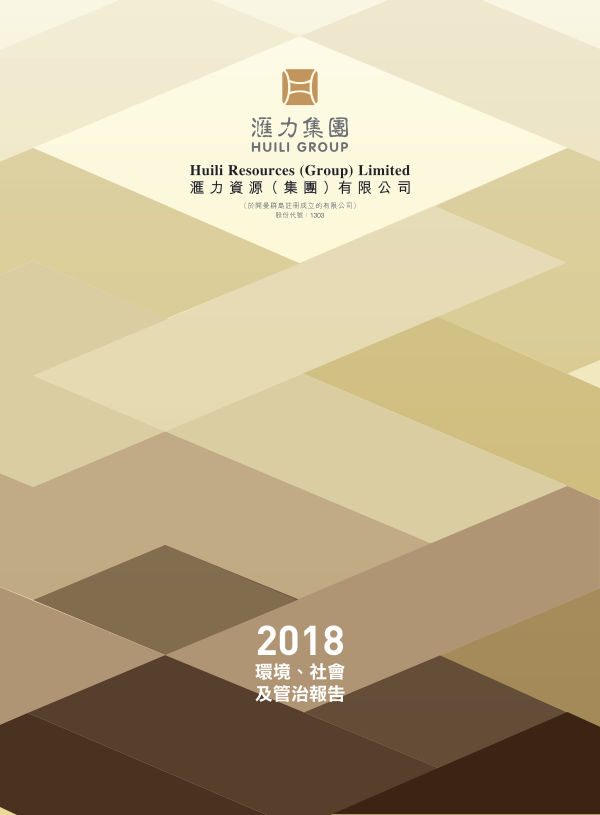 滙力集團
HUILI GROUP
Huili Resources (Group) Limited
滙力資源（集團）有限公司
（於開曼群島註冊成立的有限公司）
股份代號：1303
2018
環境、社會
及管治報告